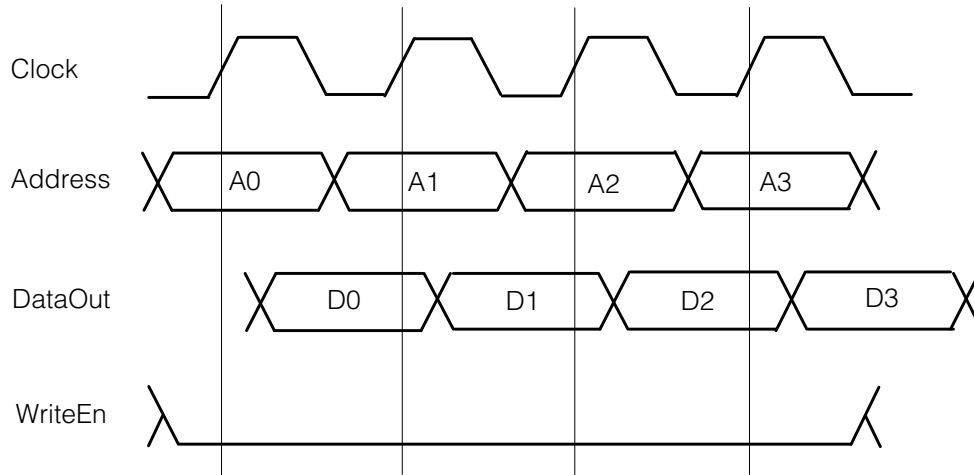 Clock
Address A0 A1 A2 A3
DataOut D0 D1 D2 D3
WriteEn